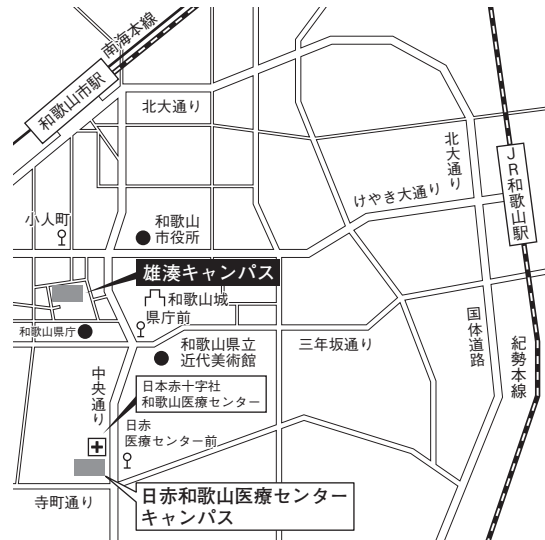 南海本線
和歌山市駅
北大通り
北大通り
けやき大通り
JR和歌山駅
小人町
和歌山
市役所
雄湊キャンパス
和歌山城
県庁前
和歌山県庁
和歌山県立
近代美術館
三年坂通り
国体道路
紀勢本線
中央通り
日本赤十字社
和歌山医療センター
日赤
医療センター前
日赤和歌山医療センター
キャンパス
寺町通り